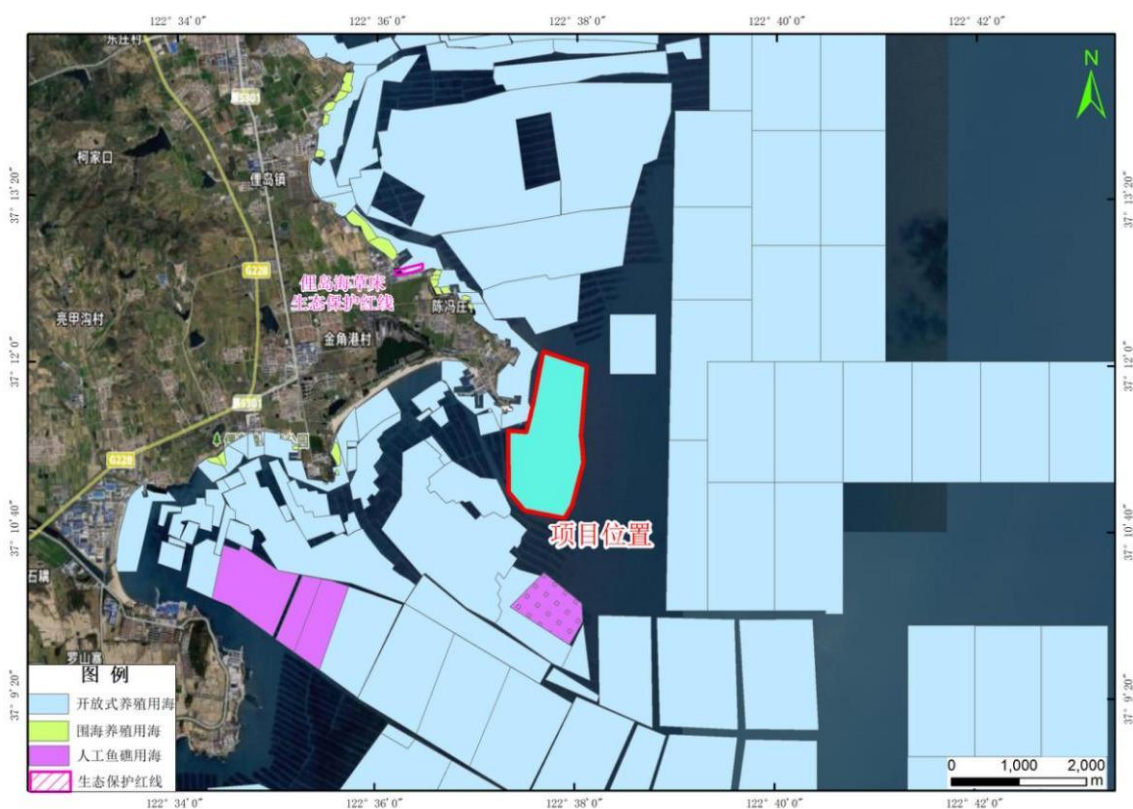 122° 34′0″
122° 36′0″
122° 38′0″
122° 40′0″
122° 42′0″
东庄村
S301
N
柯家口
俚岛镇
37° 13′20″
37° 13′20″
G228
俚岛海草床
生态保护红线
陈冯庄村
亮甲沟村
金角港村
37° 12′0″
37° 12′0″
S301
G228
项目位置
37° 10′40″
37° 10′40″
石耩
罗山寨
37° 9′20″
37° 9′20″
图 例
开放式养殖用海
围海养殖用海
人工鱼礁用海
生态保护红线
0 1,000 2,000
m
122° 34′0″
122° 36′0″
122° 38′0″
122° 40′0″
122° 42′0″